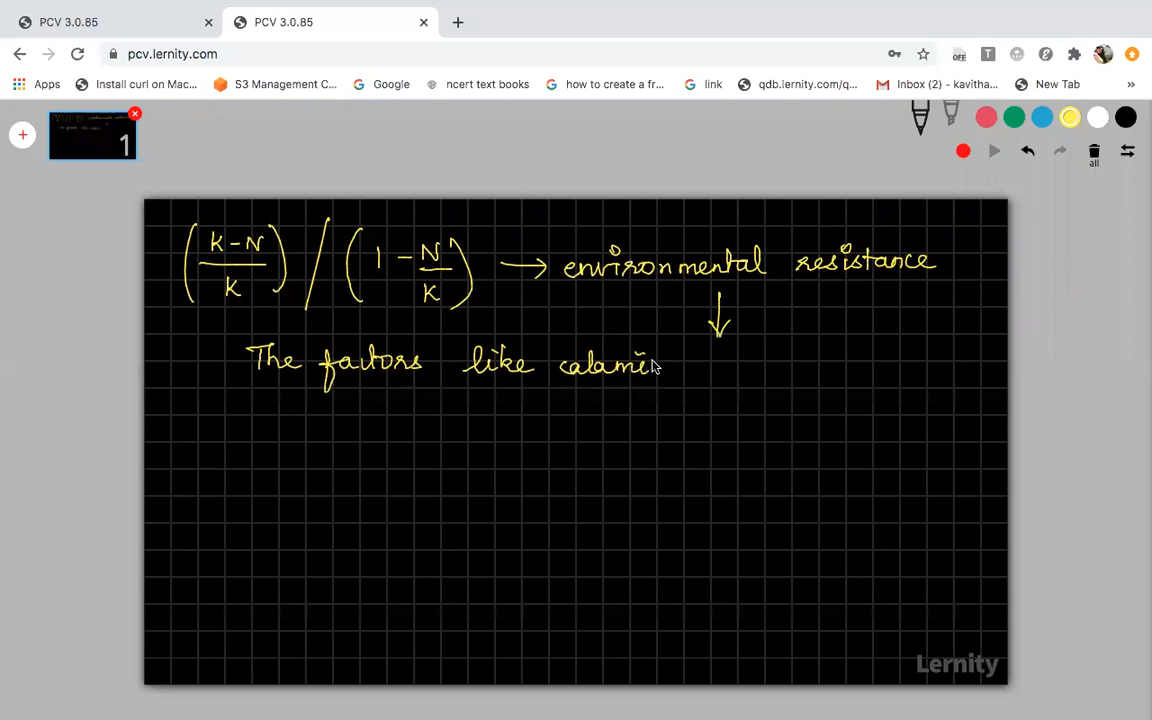 PCV 3.0.85
PCV 3.0.85
pcv.lernity.com
OFF
T
Apps
Install curl on Mac...
S3 Management C...
Google
ncert text books
how to create a fr...
link
qdb.lernity.com/q...
Inbox (2) - kavitha...
New Tab
»
1
all
(K-N/K) / (1 - N/K) → environmental resistance
The factors like calami
Lernity